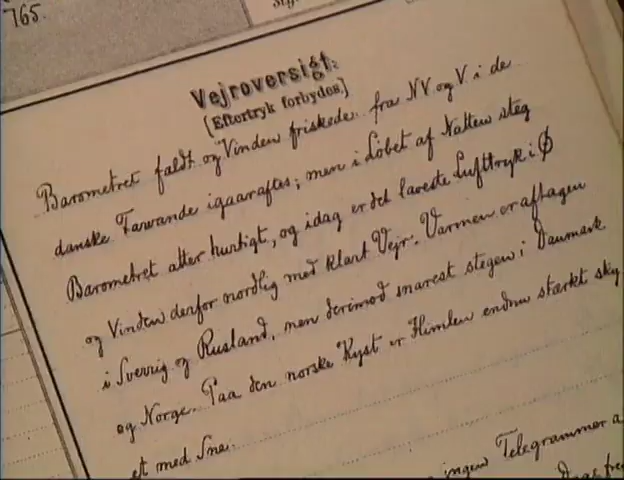 765.
Vejroversigt.
[Eftertryk forbydes.]
Barometret faldt og Vinden friskede fra NV og V i de
danske Farvande igaaraftes; men i Løbet af Natten steg
Barometret atter hurtigt, og idag er det laveste Lufttryk i Ø
og Vinden derfor nordlig med klart Vejr. Varmen er aftagen
i Sverrig og Rusland, men derimod snarest stegen i Danmark
og Norge. Paa den norske Kyst er Himlen endnu stærkt sky
et med Sne.
ingen Telegrammer a